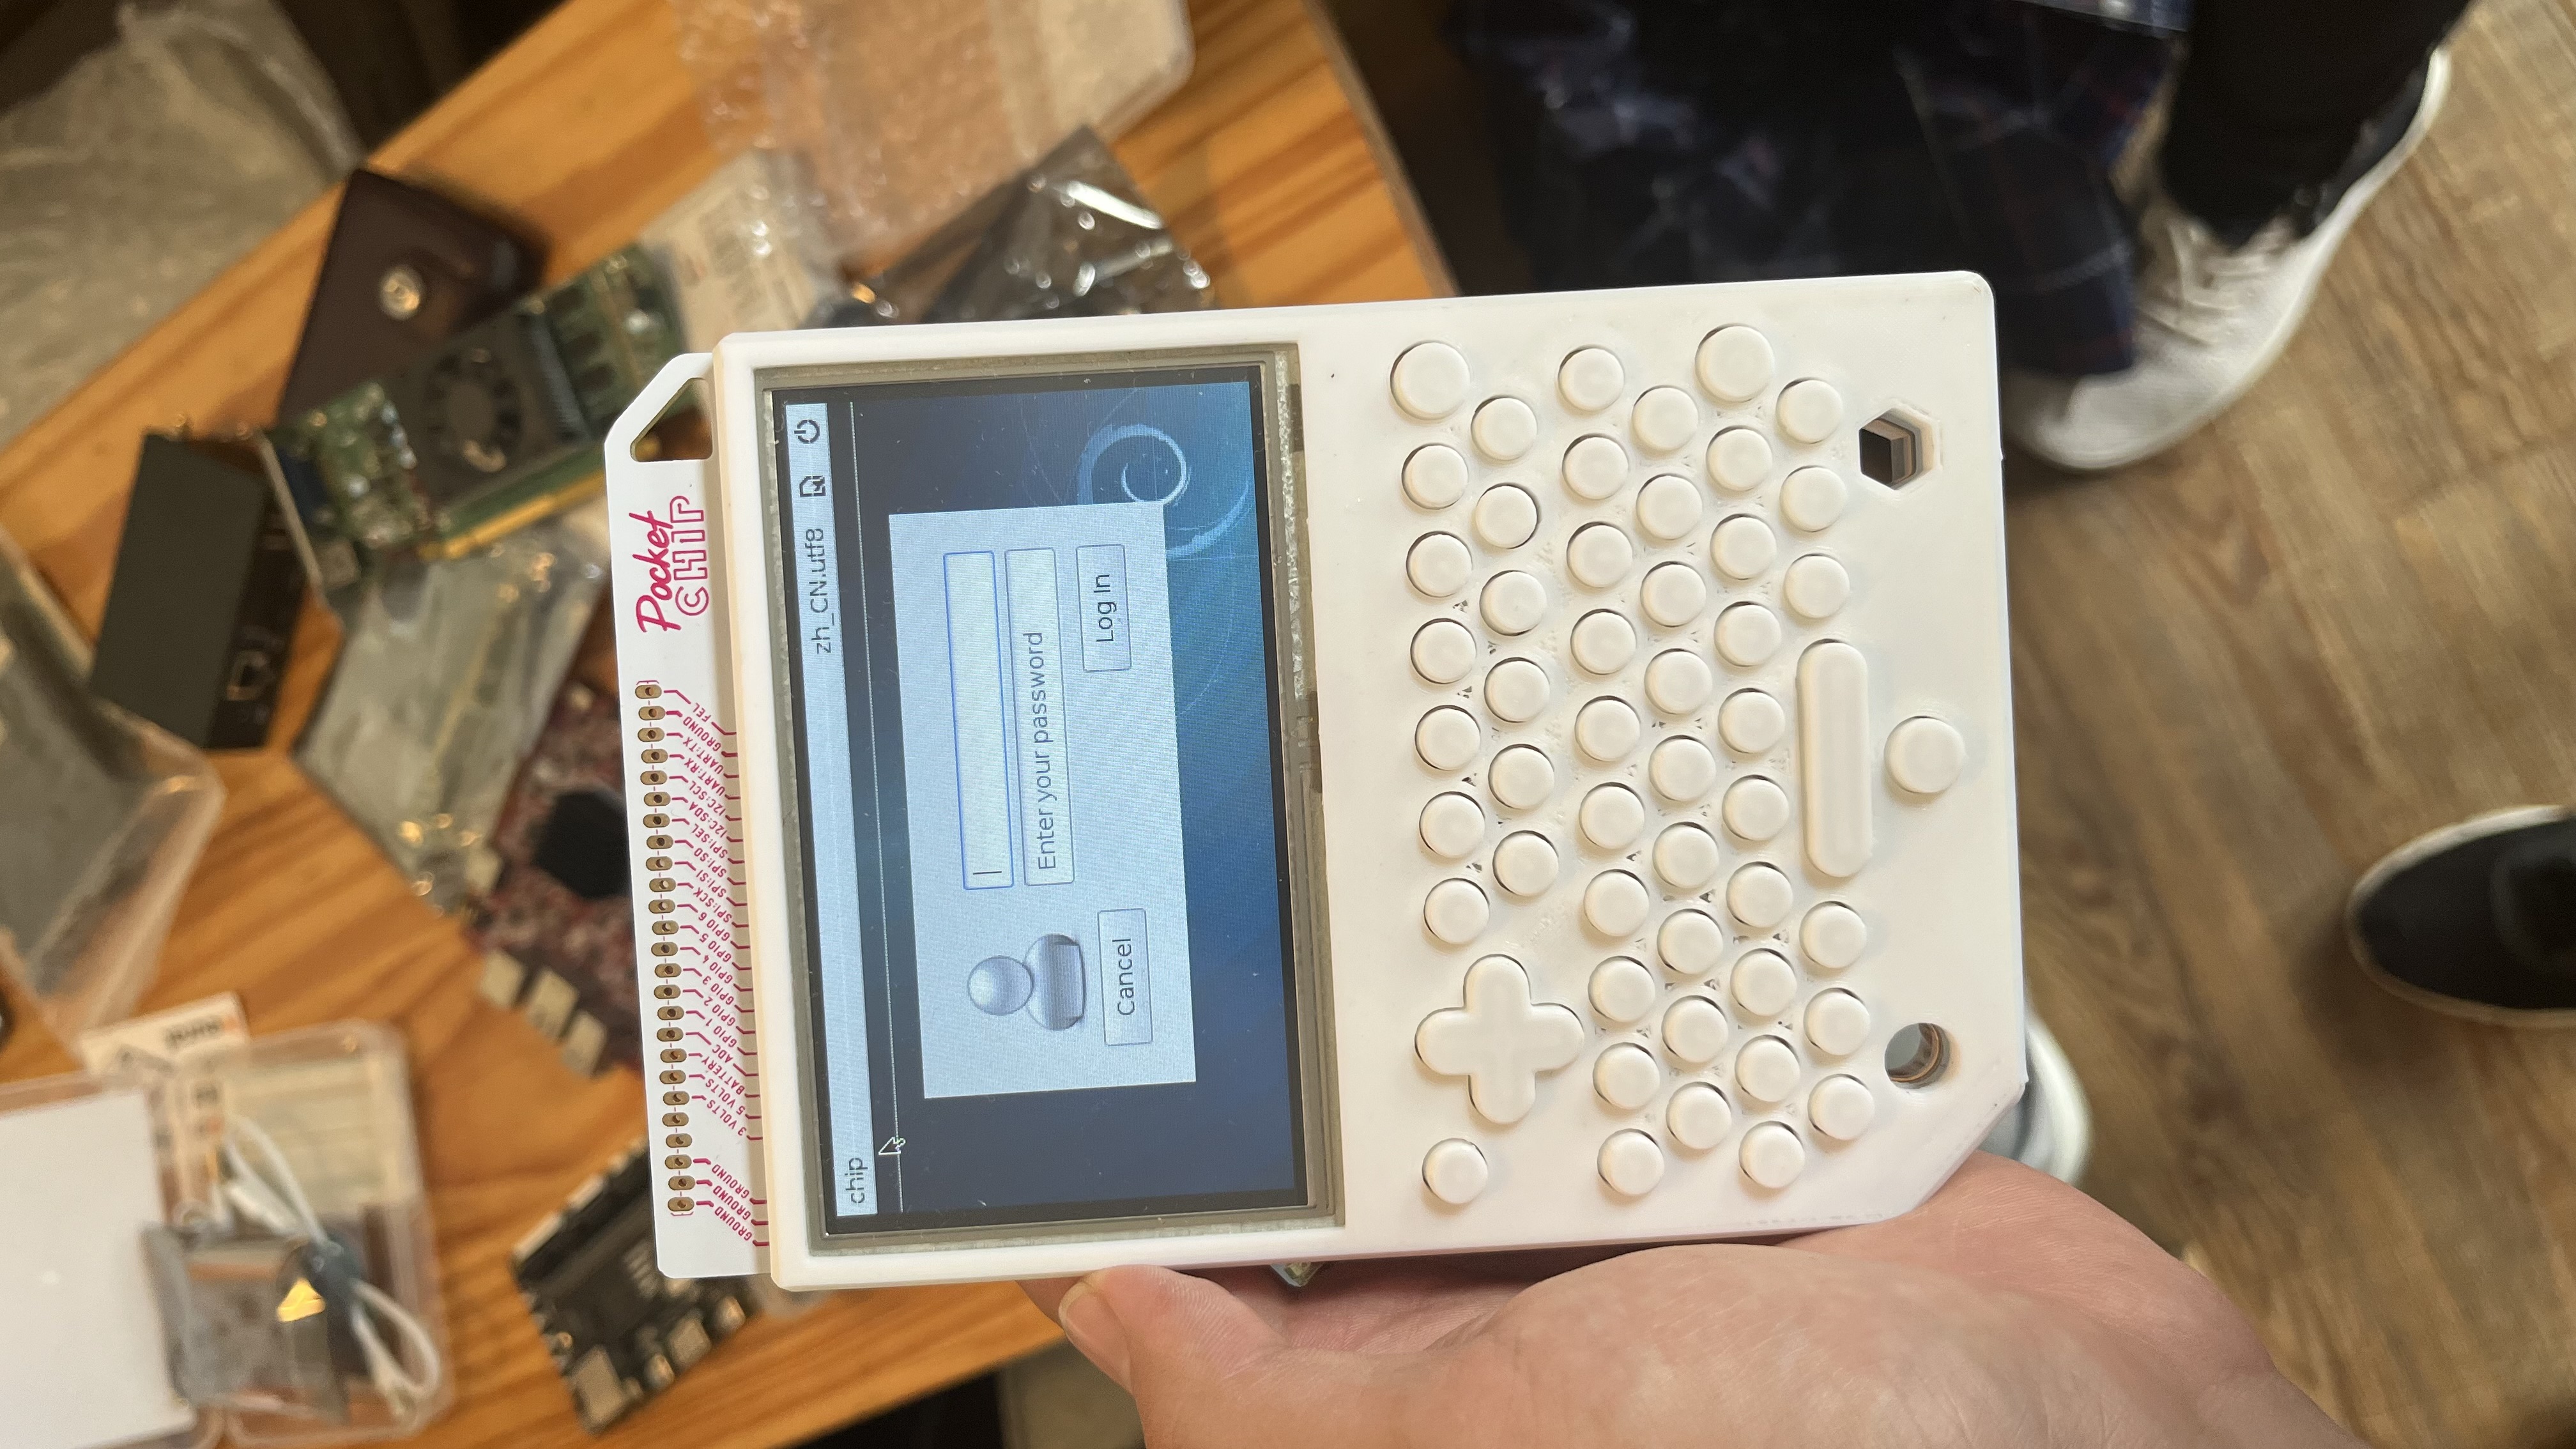 Pocket
CHIP
FEL
GROUND
UART:TX
UART:RX
I2C:SCL
I2C:SDA
SPI:SEL
SPI:SO
SPI:SI
SPI:SCK
GPIO 6
GPIO 5
GPIO 4
GPIO 3
GPIO 2
GPIO 1
ADC
BATTERY
5 VOLTS
3 VOLTS
GROUND
GROUND
GROUND
chip zh_CN.utf8
Enter your password
Cancel Log In